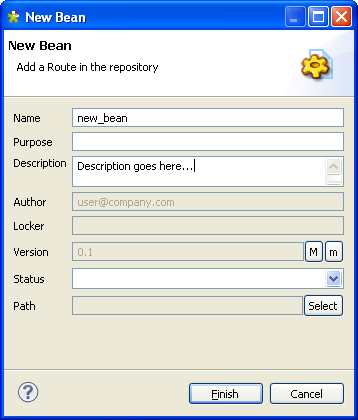 New Bean
New Bean
Add a Route in the repository
Name new_bean
Purpose
Description Description goes here...
Author user@company.com
Locker
Version 0.1 M m
Status
Path Select
? Finish Cancel